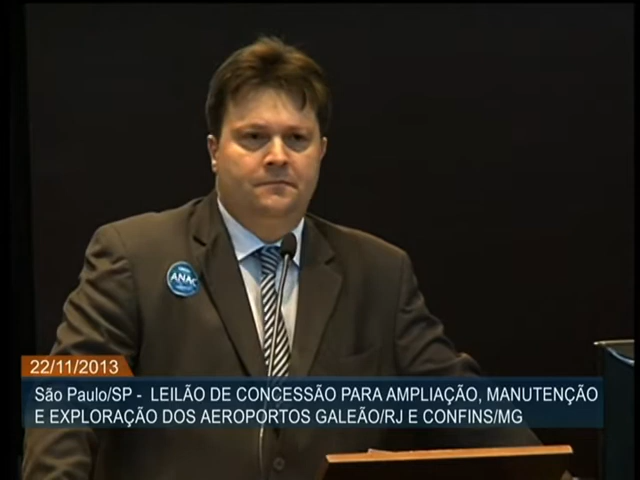 ANAC
22/11/2013
São Paulo/SP - LEILÃO DE CONCESSÃO PARA AMPLIAÇÃO, MANUTENÇÃO
E EXPLORAÇÃO DOS AEROPORTOS GALEÃO/RJ E CONFINS/MG